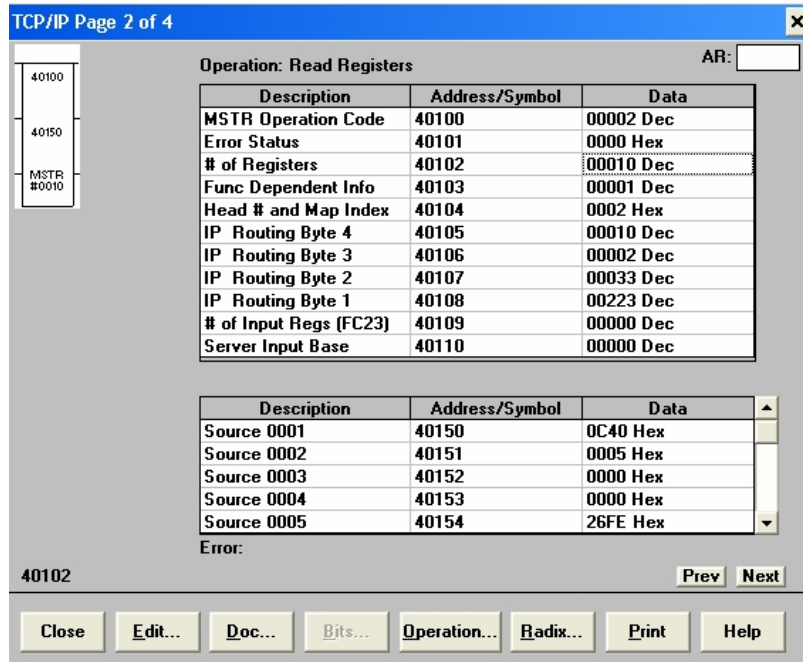 TCP/IP Page 2 of 4
40100
40150
MSTR
#0010
Operation: Read Registers
AR:
Description Address/Symbol Data
MSTR Operation Code 40100 00002 Dec
Error Status 40101 0000 Hex
# of Registers 40102 00010 Dec
Func Dependent Info 40103 00001 Dec
Head # and Map Index 40104 0002 Hex
IP Routing Byte 4 40105 00010 Dec
IP Routing Byte 3 40106 00002 Dec
IP Routing Byte 2 40107 00033 Dec
IP Routing Byte 1 40108 00223 Dec
# of Input Regs (FC23) 40109 00000 Dec
Server Input Base 40110 00000 Dec
Description Address/Symbol Data
Source 0001 40150 0C40 Hex
Source 0002 40151 0005 Hex
Source 0003 40152 0000 Hex
Source 0004 40153 0000 Hex
Source 0005 40154 26FE Hex
Error:
40102
Prev Next
Close Edit... Doc... Bits... Operation... Radix... Print Help